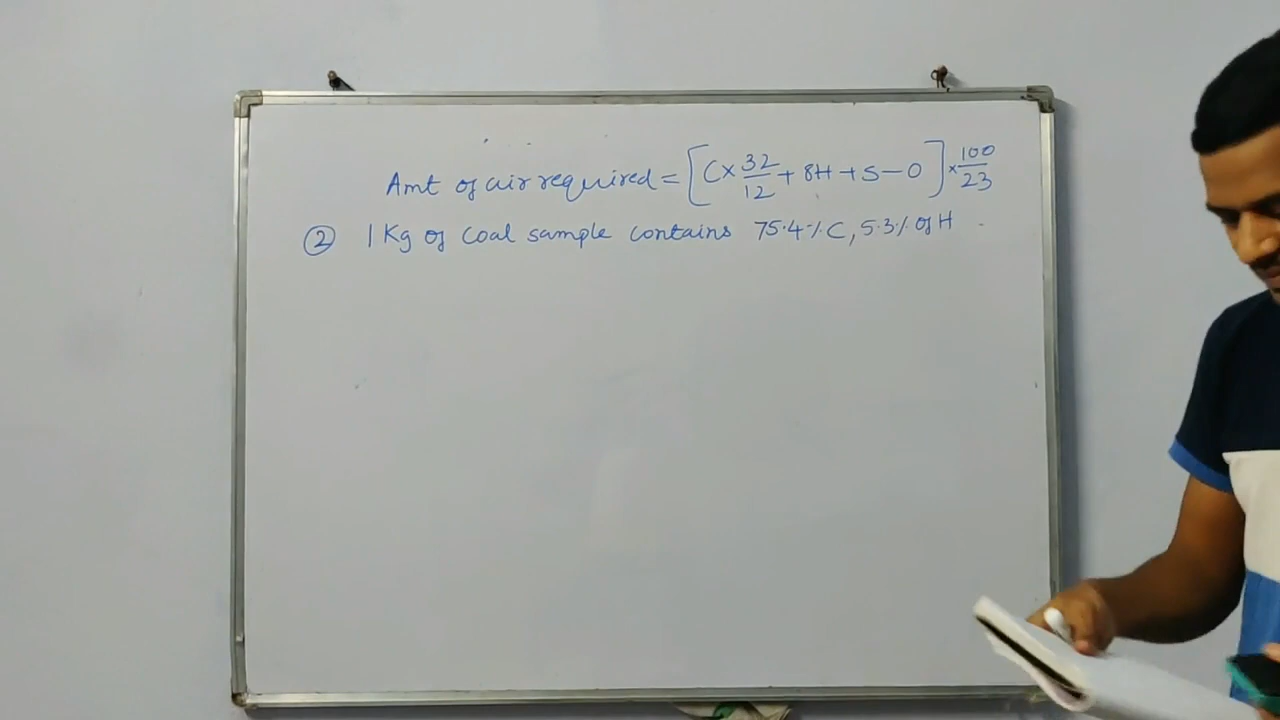 Amt of air required = [C × 32/12 + 8H + S − O] × 100/23
② 1 Kg of coal sample contains 75.4% C, 5.3% of H